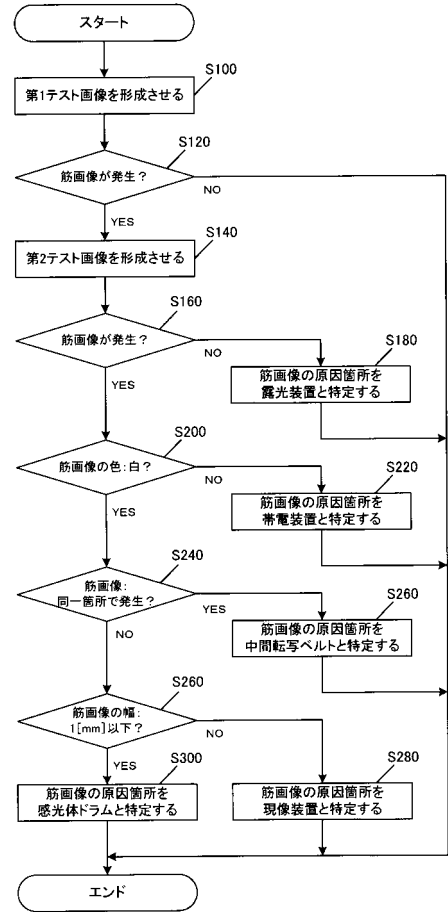 スタート
S100
第1テスト画像を形成させる
S120
筋画像が発生？
NO
YES
S140
第2テスト画像を形成させる
S160
筋画像が発生？
NO
YES
S180
筋画像の原因箇所を
露光装置と特定する
S200
筋画像の色：白？
NO
YES
S220
筋画像の原因箇所を
帯電装置と特定する
S240
筋画像：
同一箇所で発生？
YES
NO
S260
筋画像の原因箇所を
中間転写ベルトと特定する
S260
筋画像の幅：
1[mm]以下？
NO
YES
S300
筋画像の原因箇所を
感光体ドラムと特定する
S280
筋画像の原因箇所を
現像装置と特定する
エンド